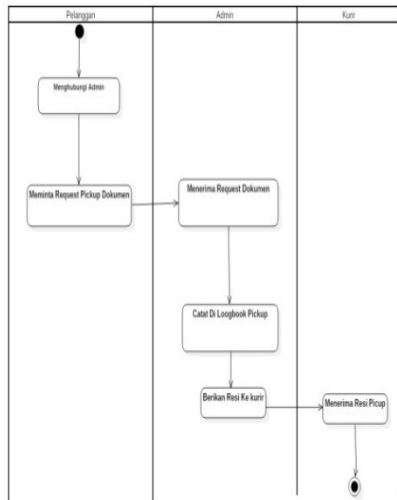 Pelanggan
Admin
Kurir
Menghubungi Admin
Meminta Request Pickup Dokumen
Menerima Request Dokumen
Catat Di Loogbook Pickup
Berikan Resi Ke kurir
Menerima Resi Picup